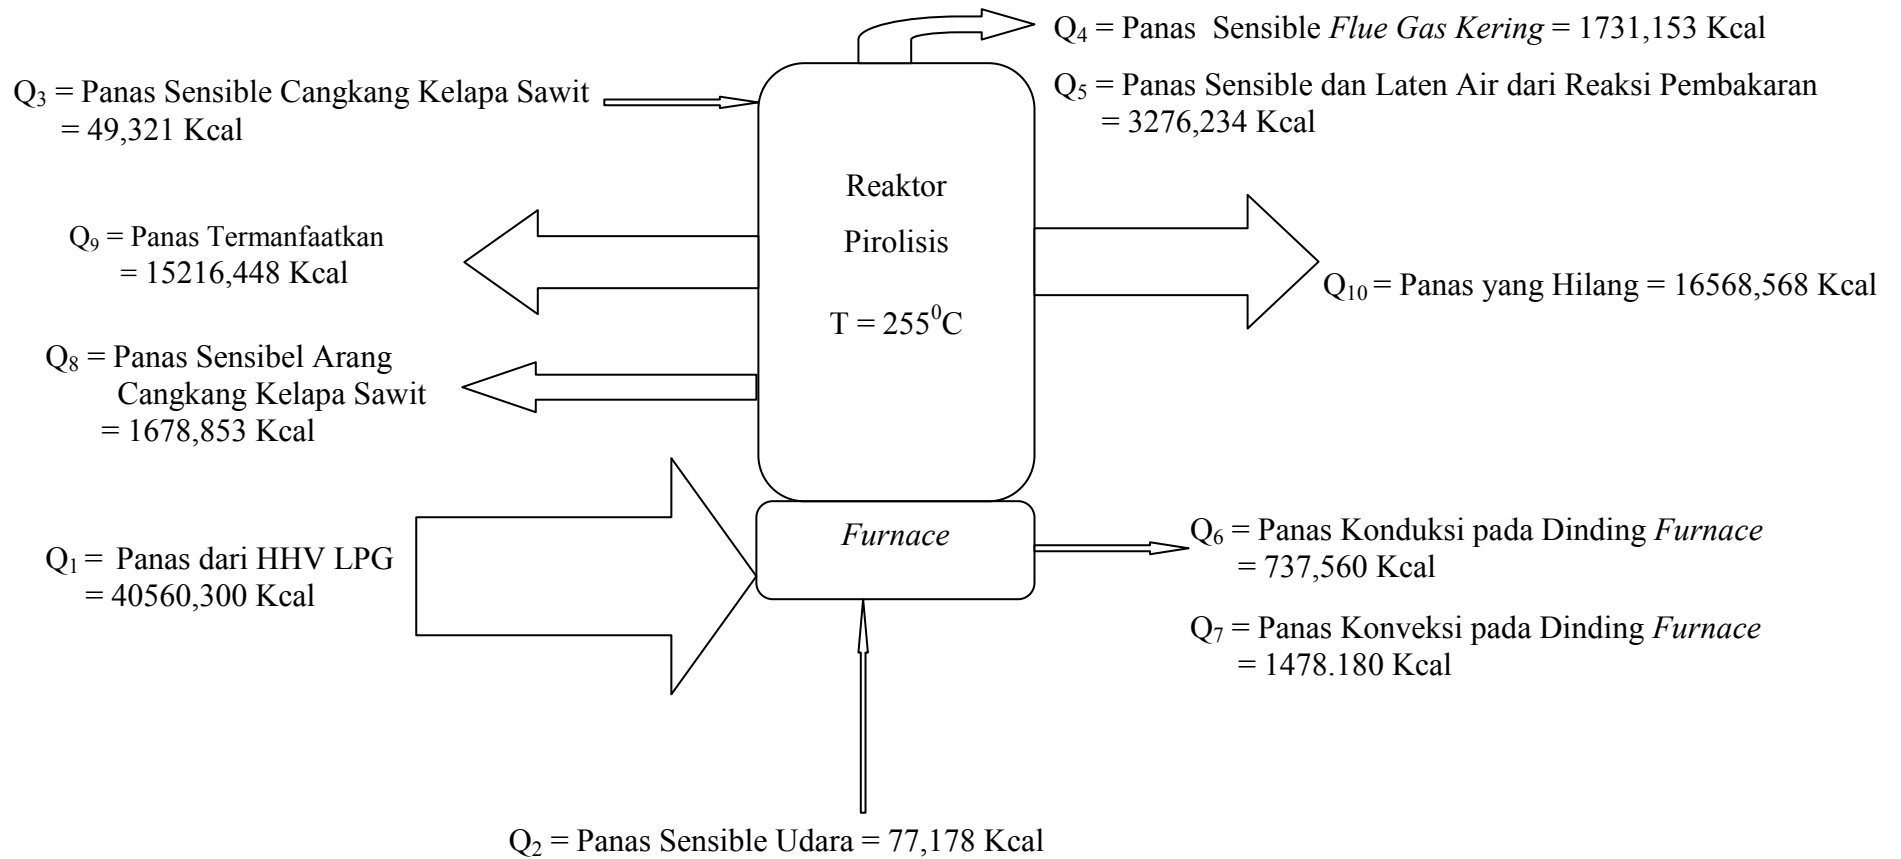 Q₄ = Panas Sensible Flue Gas Kering = 1731,153 Kcal
Q₅ = Panas Sensible dan Laten Air dari Reaksi Pembakaran
= 3276,234 Kcal
Q₃ = Panas Sensible Cangkang Kelapa Sawit
= 49,321 Kcal
Reaktor
Pirolisis
T = 255⁰C
Q₉ = Panas Termanfaatkan
= 15216,448 Kcal
Q₁₀ = Panas yang Hilang = 16568,568 Kcal
Q₈ = Panas Sensibel Arang
Cangkang Kelapa Sawit
= 1678,853 Kcal
Q₁ = Panas dari HHV LPG
= 40560,300 Kcal
Furnace
Q₆ = Panas Konduksi pada Dinding Furnace
= 737,560 Kcal
Q₇ = Panas Konveksi pada Dinding Furnace
= 1478.180 Kcal
Q₂ = Panas Sensible Udara = 77,178 Kcal